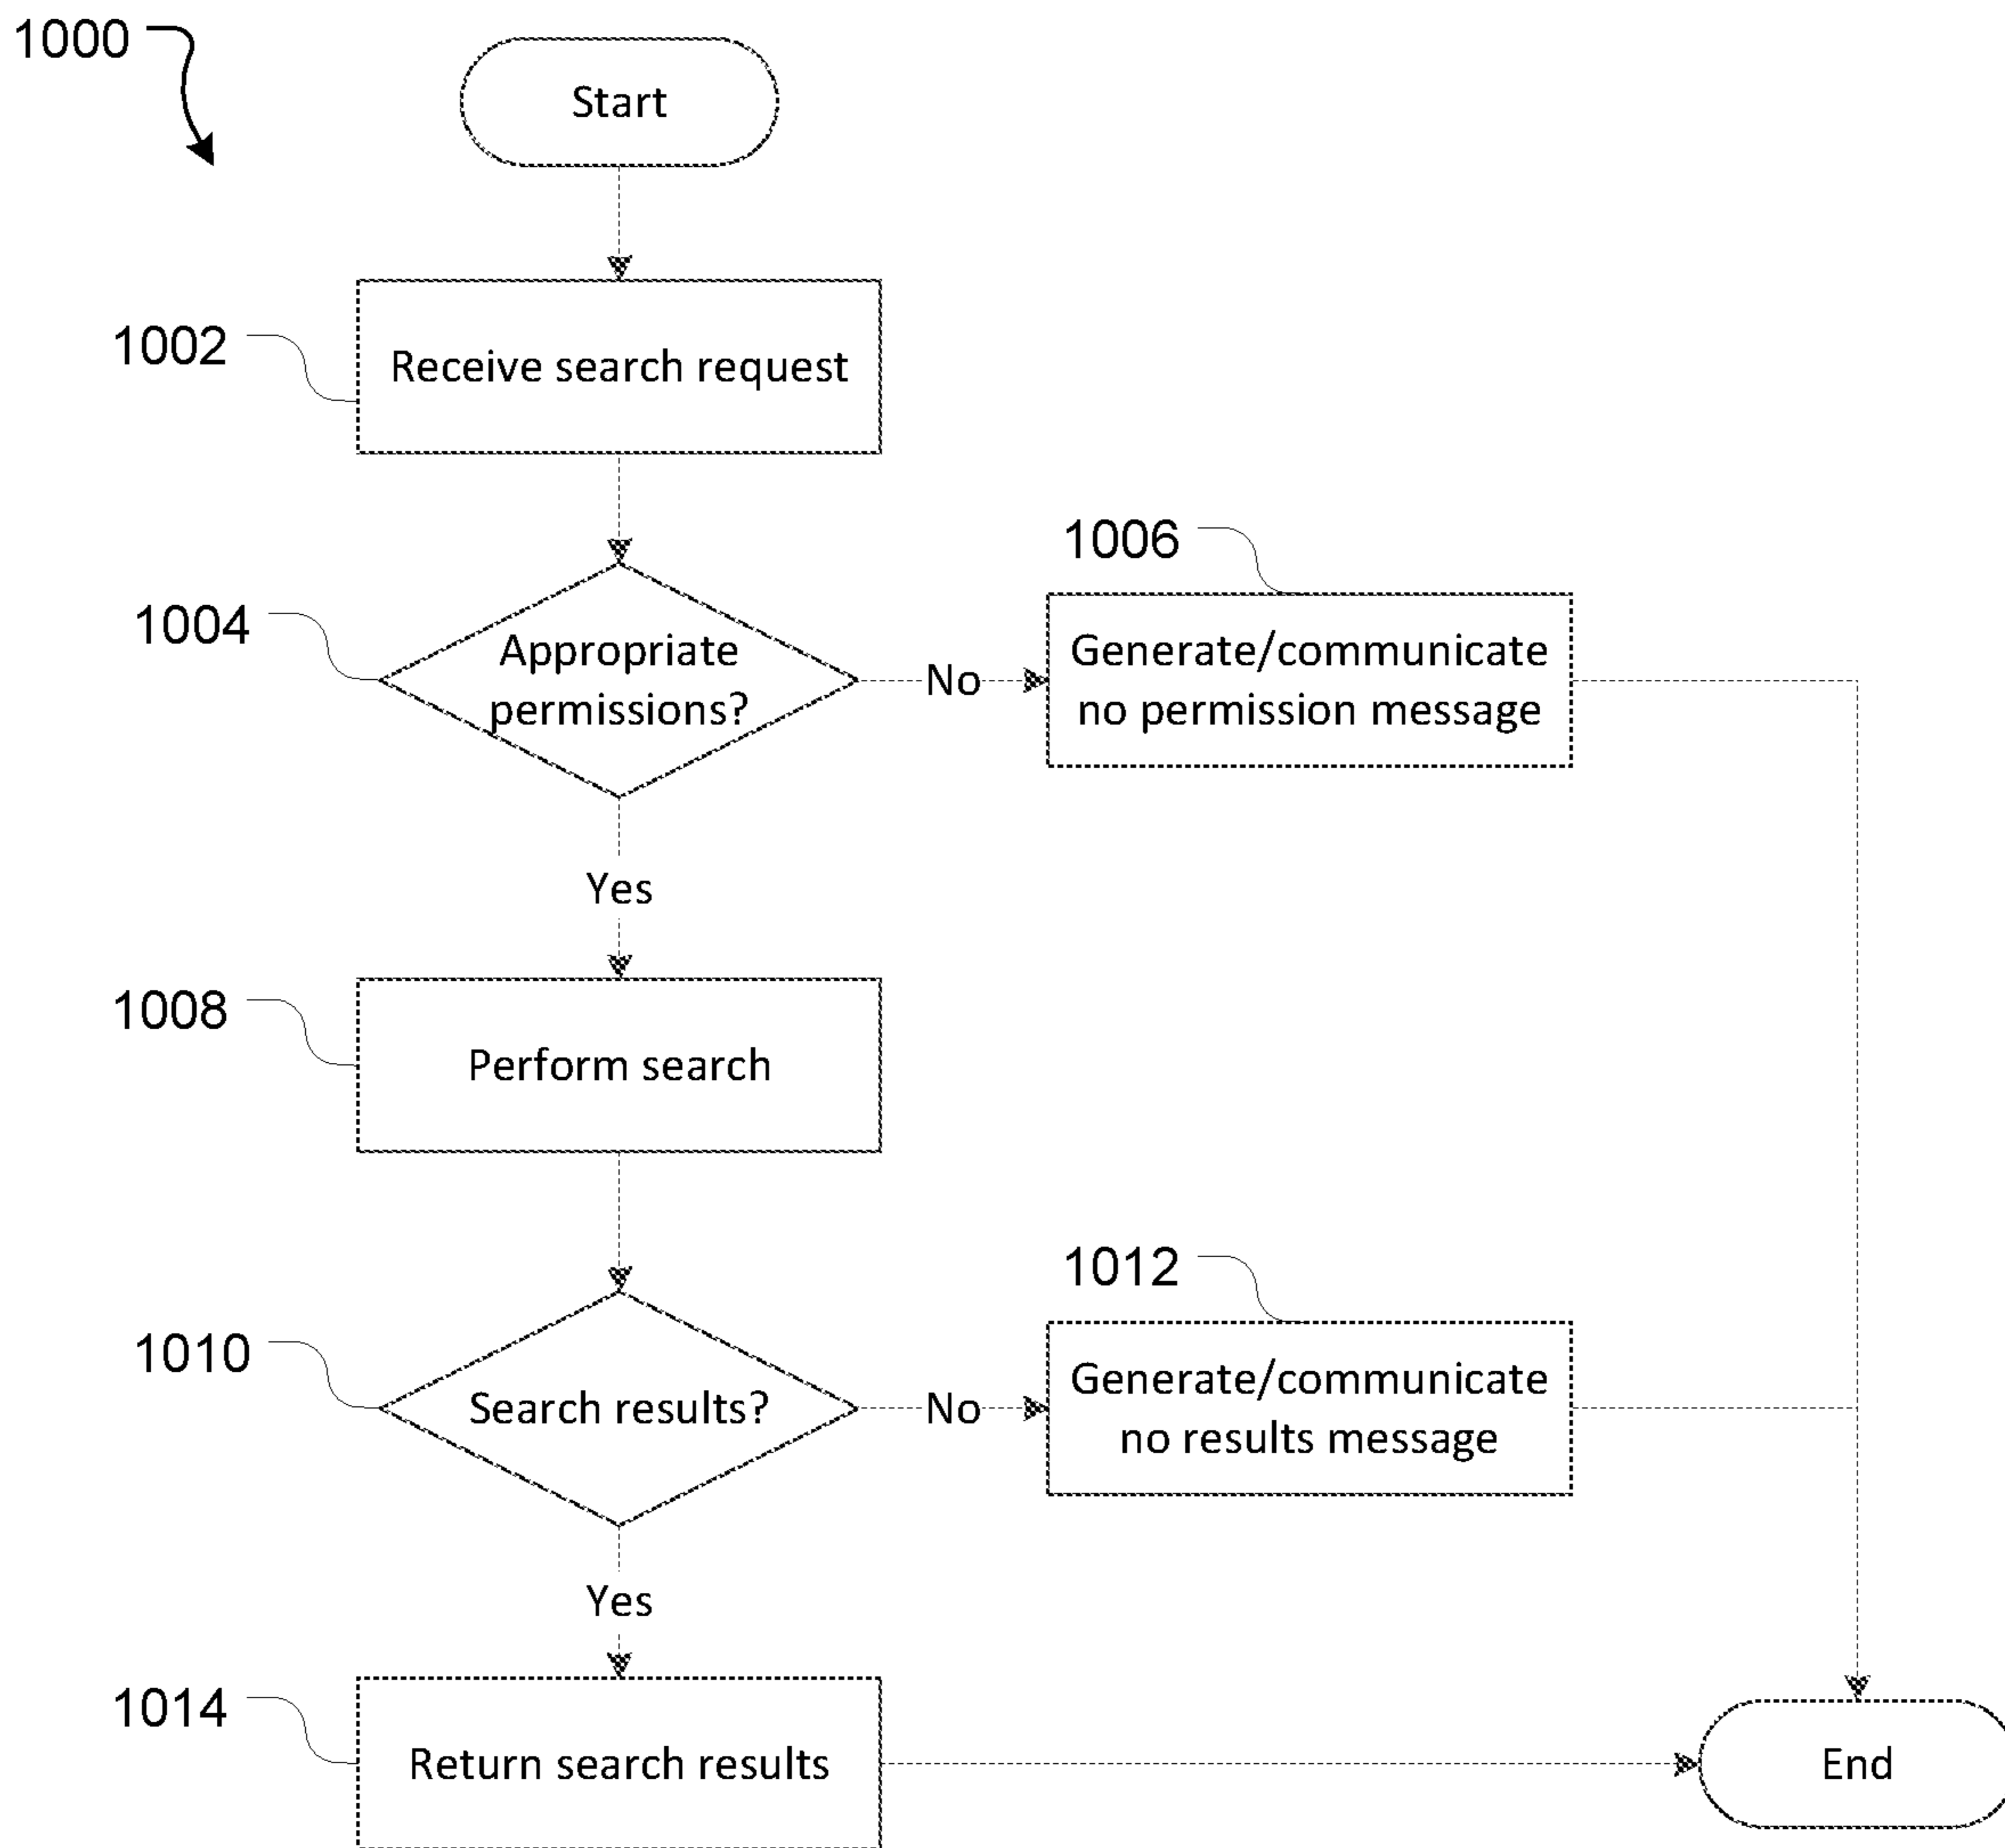 1000
Start
1002
Receive search request
1004
Appropriate
permissions?
No
1006
Generate/communicate
no permission message
Yes
1008
Perform search
1010
Search results?
No
1012
Generate/communicate
no results message
Yes
1014
Return search results
End